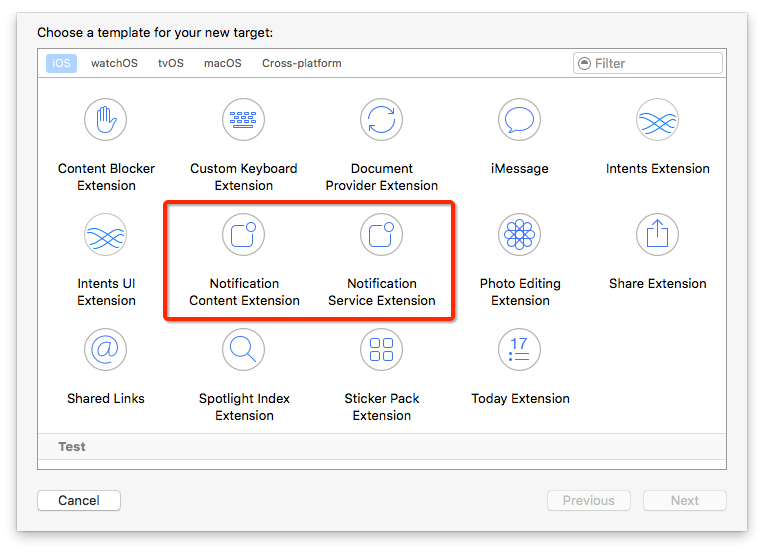 Choose a template for your new target:
iOS watchOS tvOS macOS Cross-platform Filter
Content Blocker Extension
Custom Keyboard Extension
Document Provider Extension
iMessage
Intents Extension
Intents UI Extension
Notification Content Extension
Notification Service Extension
Photo Editing Extension
Share Extension
Shared Links
Spotlight Index Extension
Sticker Pack Extension
17
Today Extension
Test
Cancel Previous Next